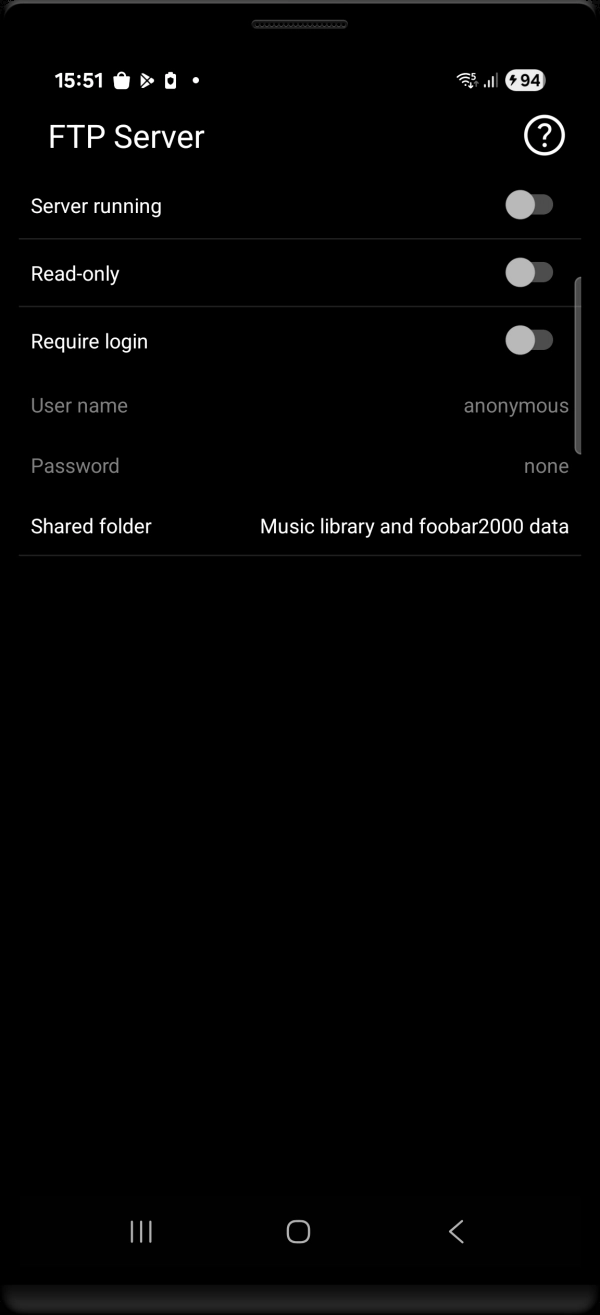 15:51 94
FTP Server ?
Server running
Read-only
Require login
User name anonymous
Password none
Shared folder Music library and foobar2000 data